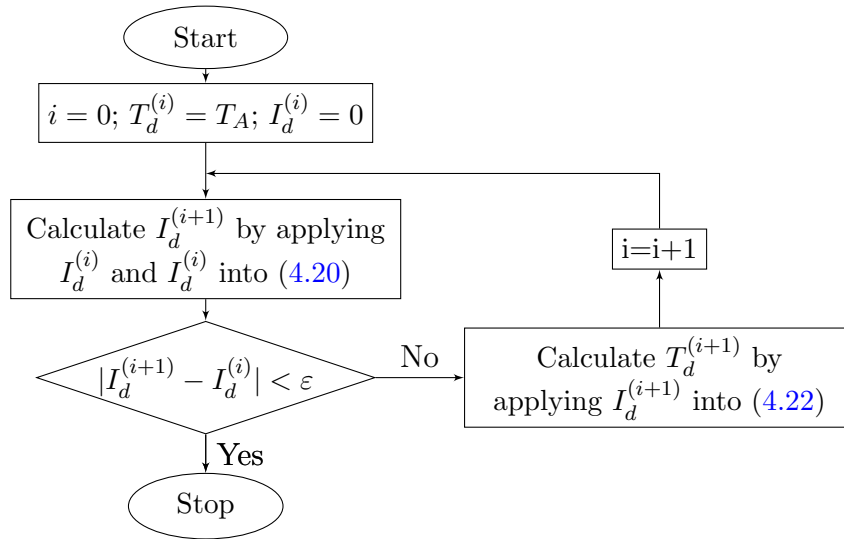 Start
$i = 0$; $T_d^{(i)} = T_A$; $I_d^{(i)} = 0$
Calculate $I_d^{(i+1)}$ by applying
$I_d^{(i)}$ and $I_d^{(i)}$ into (4.20)
i=i+1
$|I_d^{(i+1)} - I_d^{(i)}| < \varepsilon$
No
Calculate $T_d^{(i+1)}$ by
applying $I_d^{(i+1)}$ into (4.22)
Yes
Stop